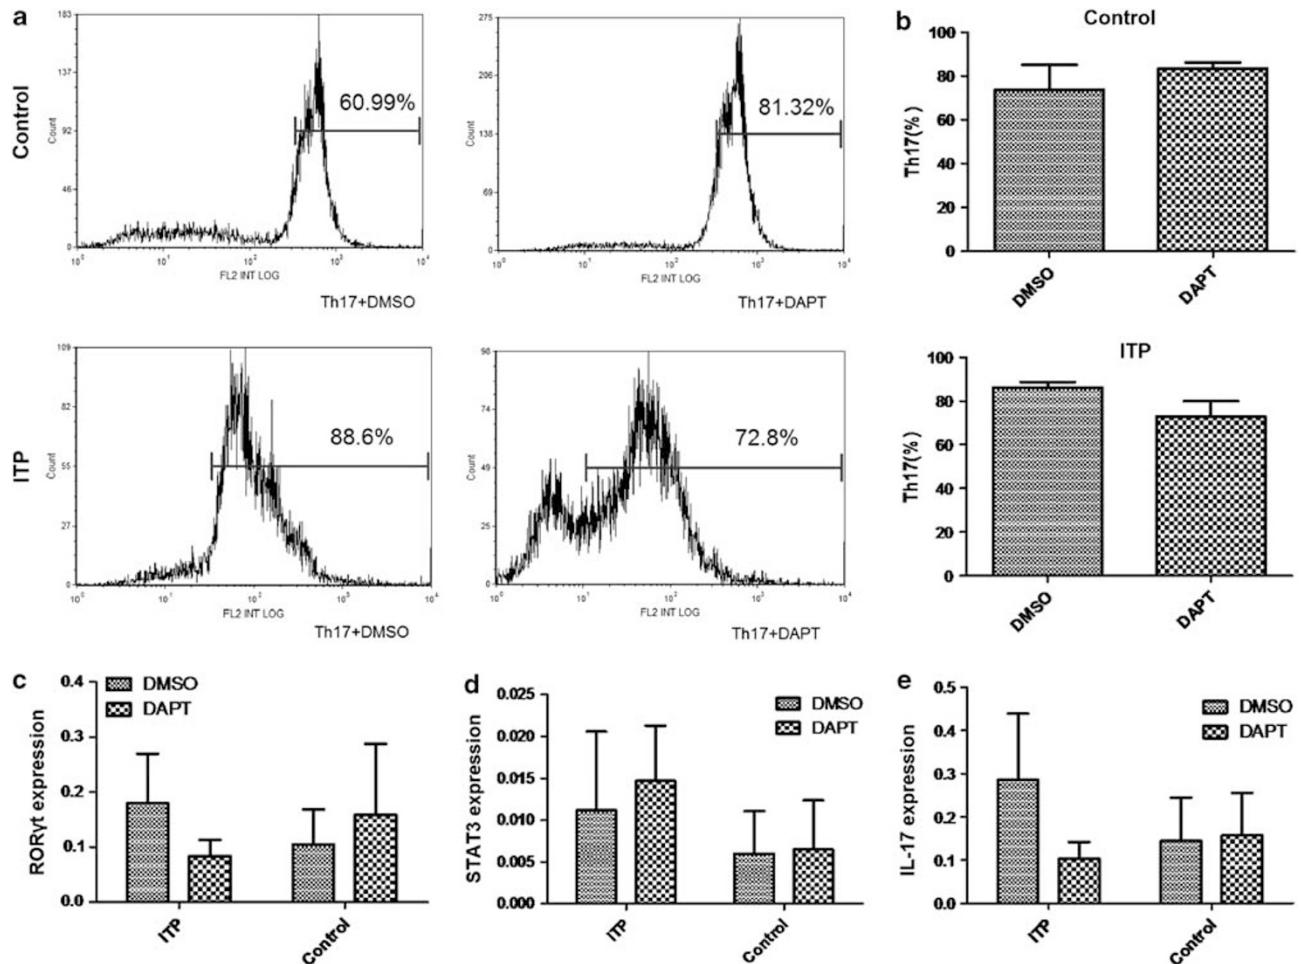 a
Control
183
137
92
46
0
Count
60.99%
10^0
10^1
10^2
10^3
10^4
FL2 INT LOG
Th17+DMSO
275
206
138
69
0
Count
81.32%
10^0
10^1
10^2
10^3
10^4
FL2 INT LOG
Th17+DAPT
b
Control
100
80
60
40
20
0
Th17(%)
DMSO
DAPT
ITP
109
82
55
27
0
Count
88.6%
10^0
10^1
10^2
10^3
10^4
FL2 INT LOG
Th17+DMSO
74
49
25
0
Count
72.8%
10^0
10^1
10^2
10^3
10^4
FL2 INT LOG
Th17+DAPT
ITP
100
80
60
40
20
0
Th17(%)
DMSO
DAPT
c
0.4
0.3
0.2
0.1
0.0
RORγt expression
DMSO
DAPT
ITP
Control
d
0.025
0.020
0.015
0.010
0.005
0.000
STAT3 expression
DMSO
DAPT
ITP
Control
e
0.5
0.4
0.3
0.2
0.1
0.0
IL-17 expression
DMSO
DAPT
ITP
Control